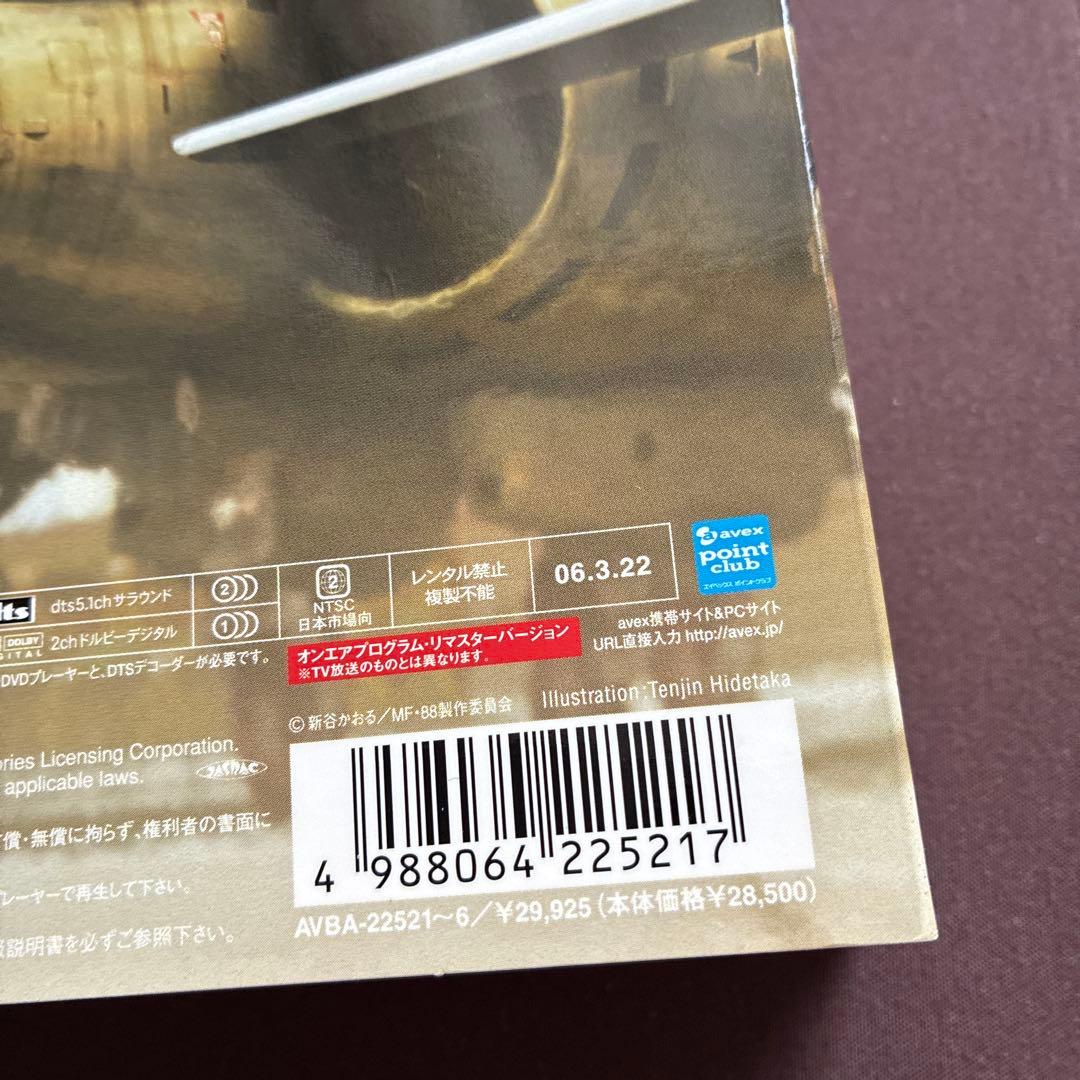 avex
point
club
エイベックス ポイントクラブ
dts
dts5.1chサラウンド
2
2
NTSC
日本市場向
レンタル禁止
複製不能
06.3.22
DOLBY
DIGITAL
2chドルビーデジタル
1
avex携帯サイト&PCサイト
URL直接入力 http://avex.jp/
DVDプレーヤーと、DTSデコーダーが必要です。
オンエアプログラム・リマスターバージョン
※TV放送のものとは異なります。
© 新谷かおる／MF・88製作委員会
Illustration:Tenjin Hidetaka
ories Licensing Corporation.
applicable laws.
JASRAC
償・無償に拘らず、権利者の書面に
レーヤーで再生して下さい。
説明書を必ずご参照下さい。
4 988064 225217
AVBA-22521～6／¥29,925（本体価格¥28,500）